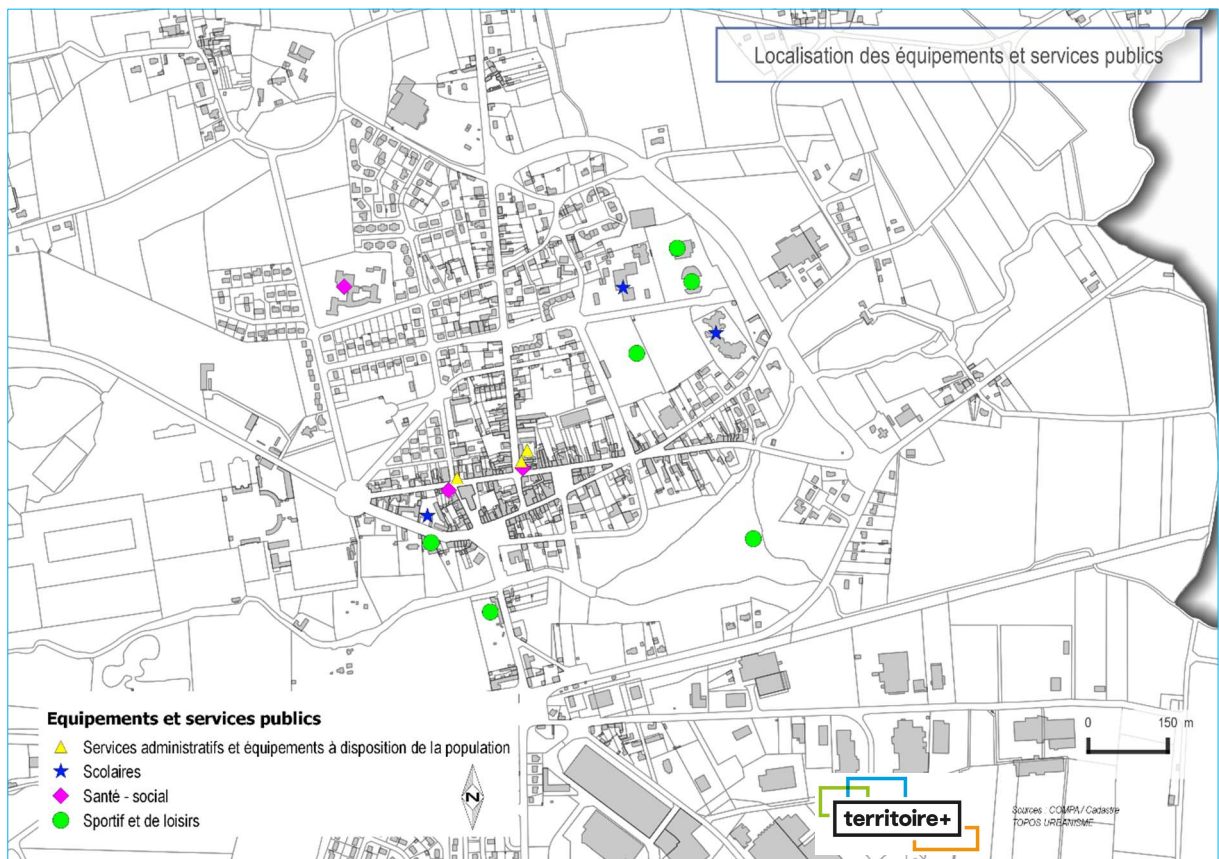 Localisation des équipements et services publics
Equipements et services publics
Services administratifs et équipements à disposition de la population
Scolaires
Santé - social
Sportif et de loisirs
N
0 150 m
territoire+
Sources : COMPA / Cadastre
TOPOS URBANISME